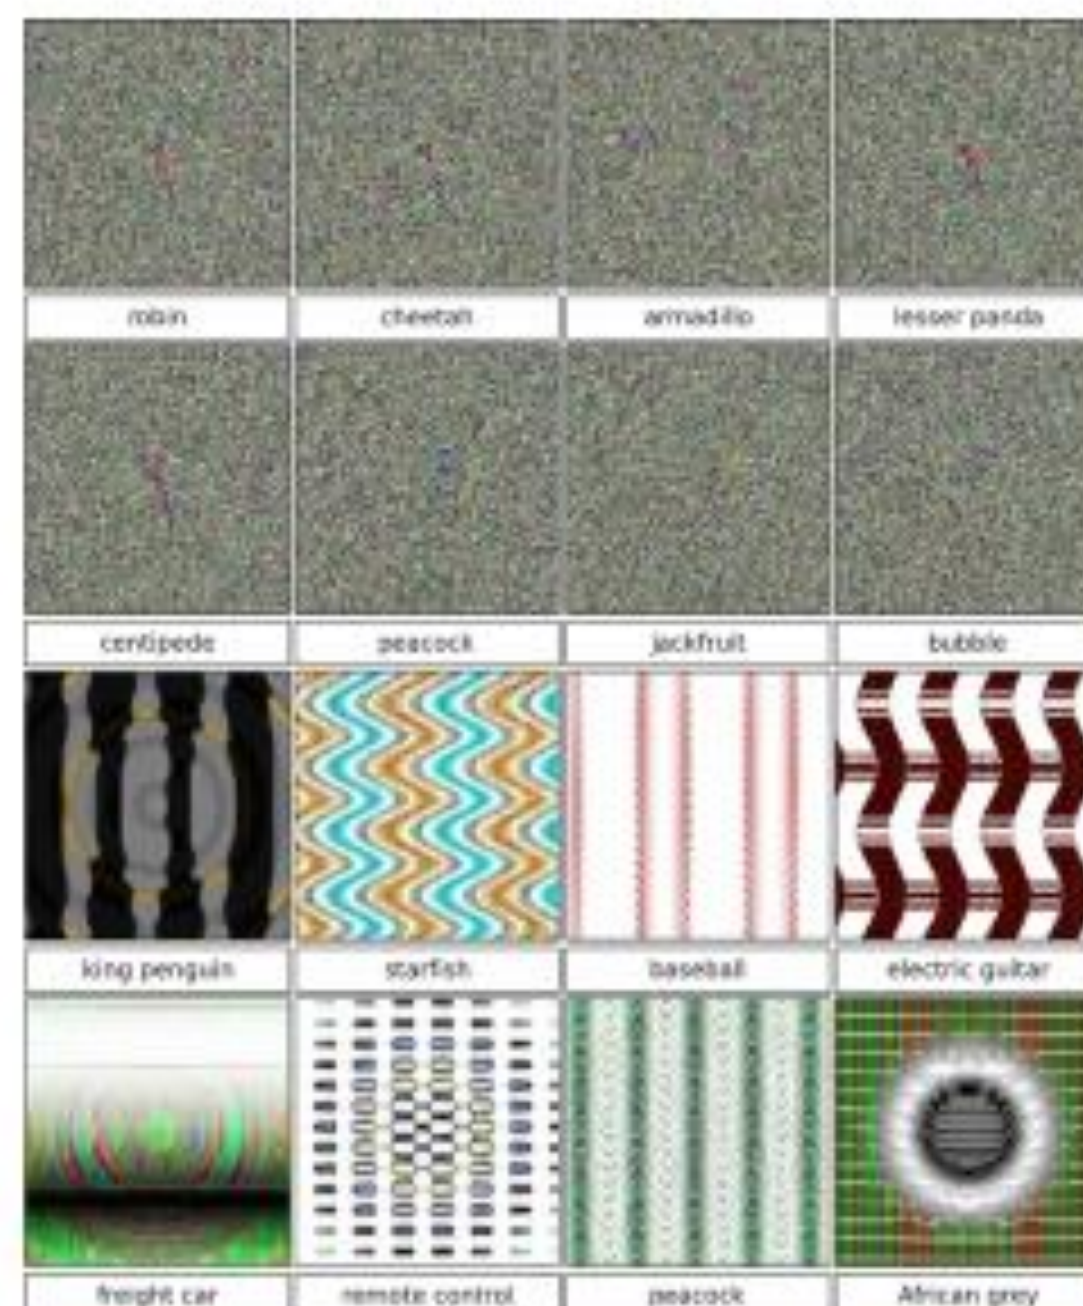 robin cheetah armadillo lesser panda
centipede peacock jackfruit bubble
king penguin starfish baseball electric guitar
freight car remote control peacock African grey